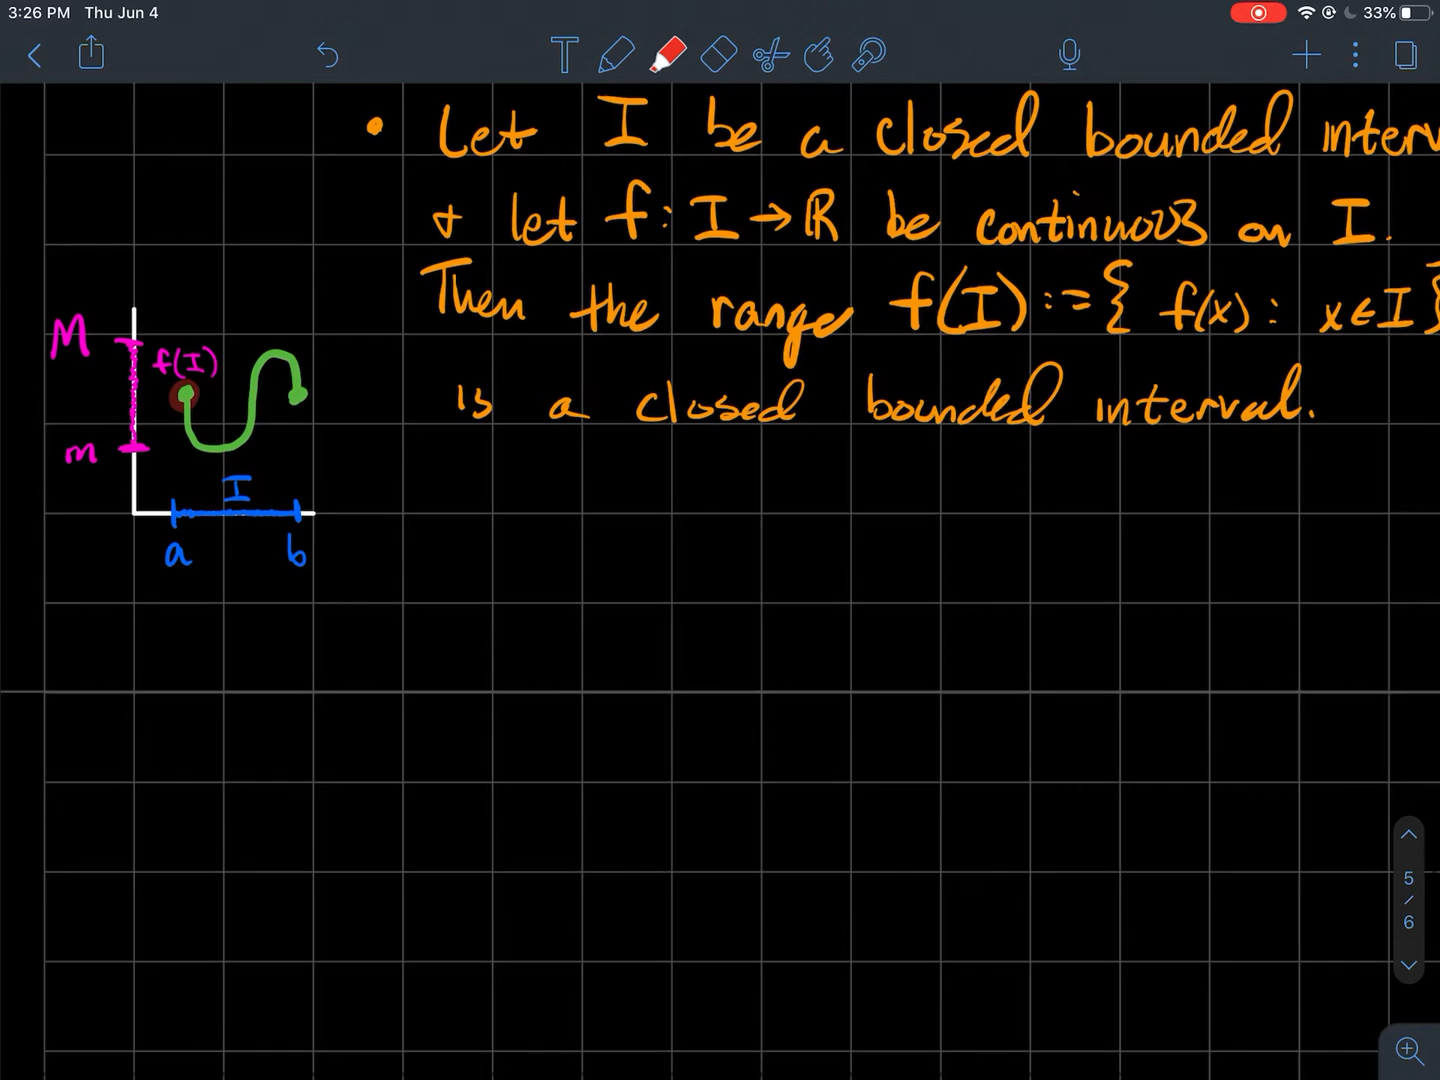 3:26 PM Thu Jun 4
33%
• Let I be a closed bounded interv
& let f: I → ℝ be continuous on I.
Then the range f(I) := { f(x) : x ∈ I }
is a closed bounded interval.
M
f(I)
m
I
a b
5
/
6